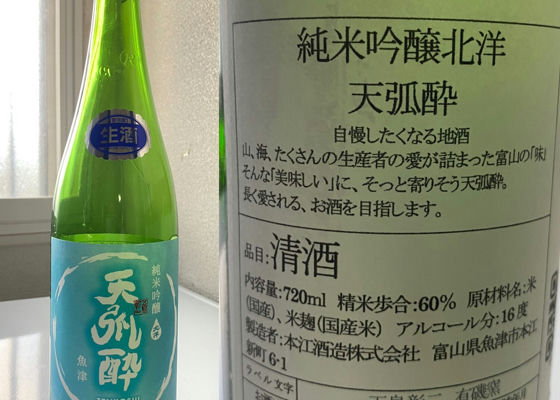 生酒
純米吟醸
天弧酔
魚津
純米吟醸北洋
天弧酔
自慢したくなる地酒
山、海、たくさんの生産者の愛が詰まった富山の「味」
そんな「美味しい」に、そっと寄りそう天弧酔。
長く愛される、お酒を目指します。
品目:清酒
内容量:720ml 精米歩合:60% 原材料名:米
(国産)、米麹(国産米) アルコール分:16度
製造者:本江酒造株式会社 富山県魚津市本江
新町6-1
ラベル文字